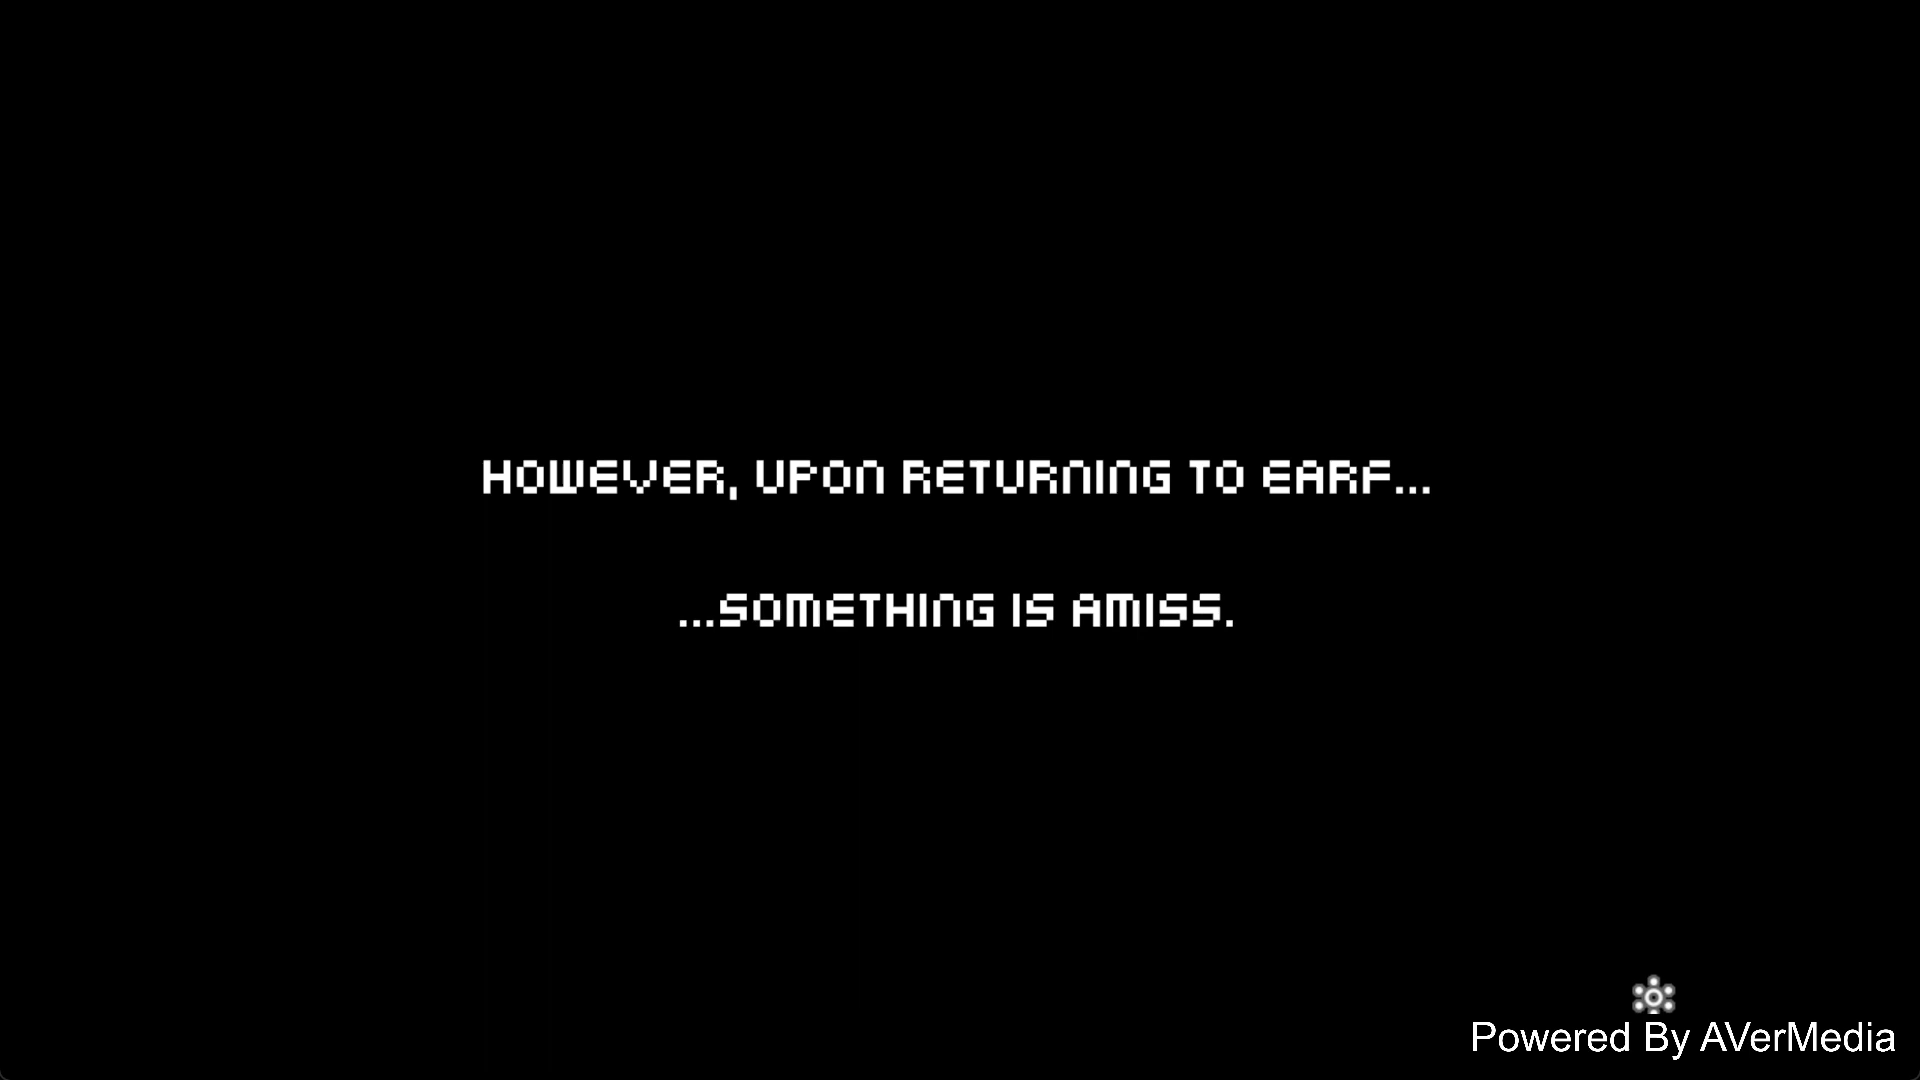 HOWEVER, UPON RETURNING TO EARF...
...SOMETHING IS AMISS.
Powered By AVerMedia